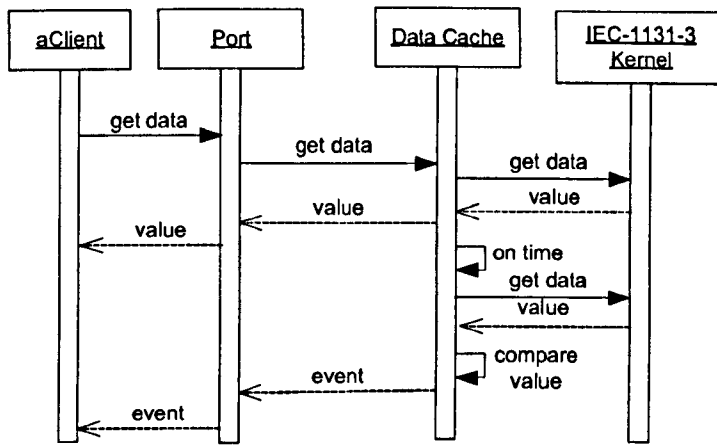 aClient
Port
Data Cache
IEC-1131-3
Kernel
get data
get data
get data
value
value
value
on time
get data
value
compare
value
event
event